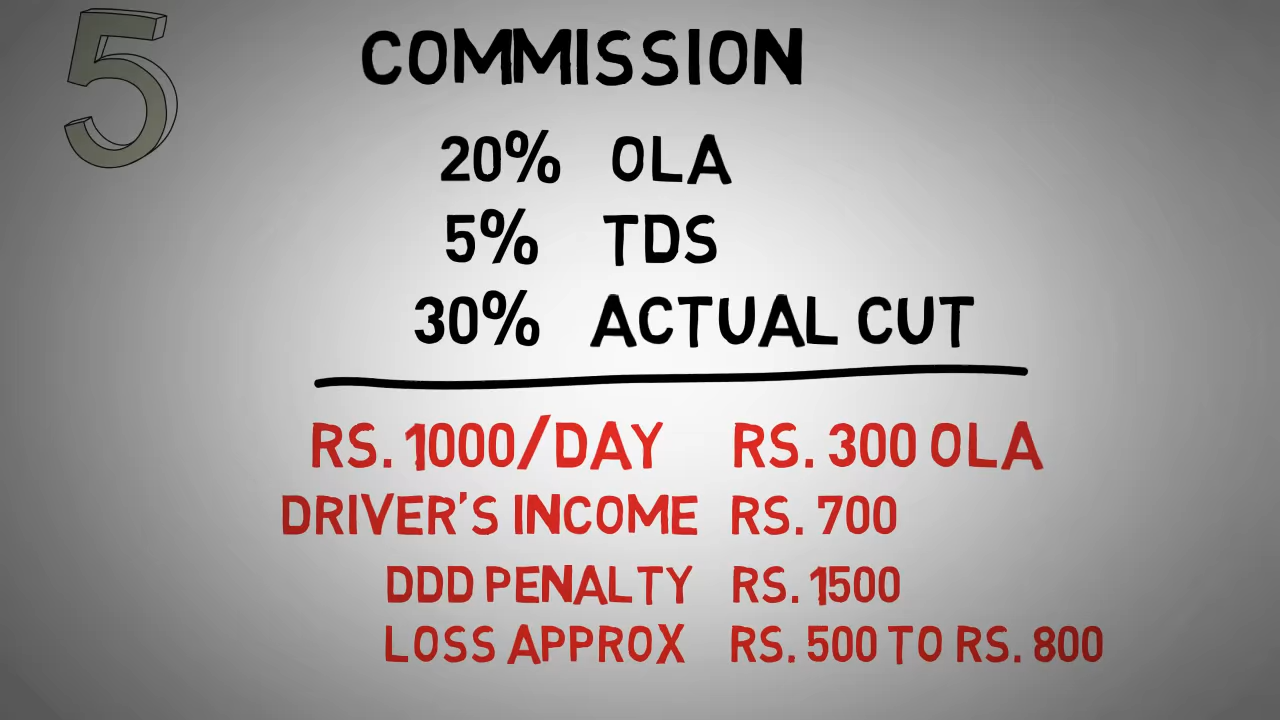 5
COMMISSION
20% OLA
5% TDS
30% ACTUAL CUT
RS. 1000/DAY RS. 300 OLA
DRIVER'S INCOME RS. 700
DDD PENALTY RS. 1500
LOSS APPROX RS. 500 TO RS. 800